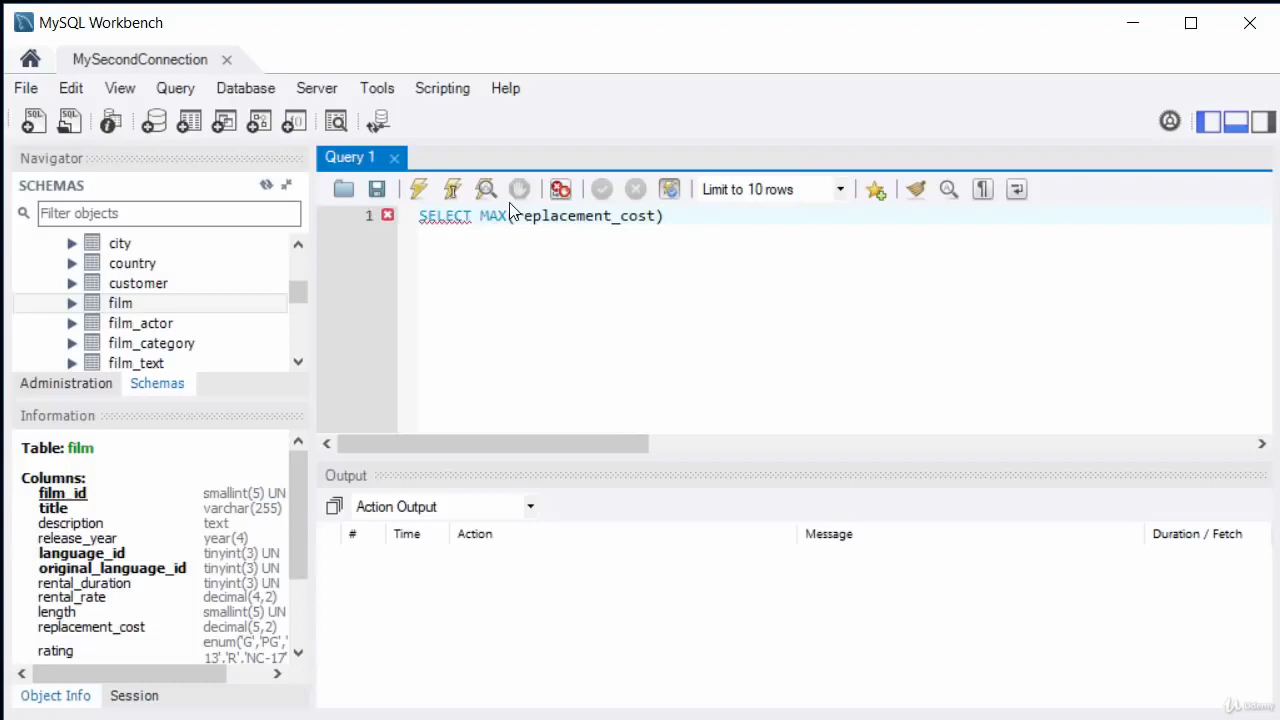 MySQL Workbench
MySecondConnection
File Edit View Query Database Server Tools Scripting Help
Navigator
SCHEMAS
Filter objects
city
country
customer
film
film_actor
film_category
film_text
Administration Schemas
Information
Table: film
Columns:
film_id smallint(5) UN
title varchar(255)
description text
release_year year(4)
language_id tinyint(3) UN
original_language_id tinyint(3) UN
rental_duration tinyint(3) UN
rental_rate decimal(4,2)
length smallint(5) UN
replacement_cost decimal(5,2)
rating enum('G','PG','
13','R','NC-17'
Object Info Session
Query 1
Limit to 10 rows
1 SELECT MAX(replacement_cost)
Output
Action Output
# Time Action Message Duration / Fetch
Udemy